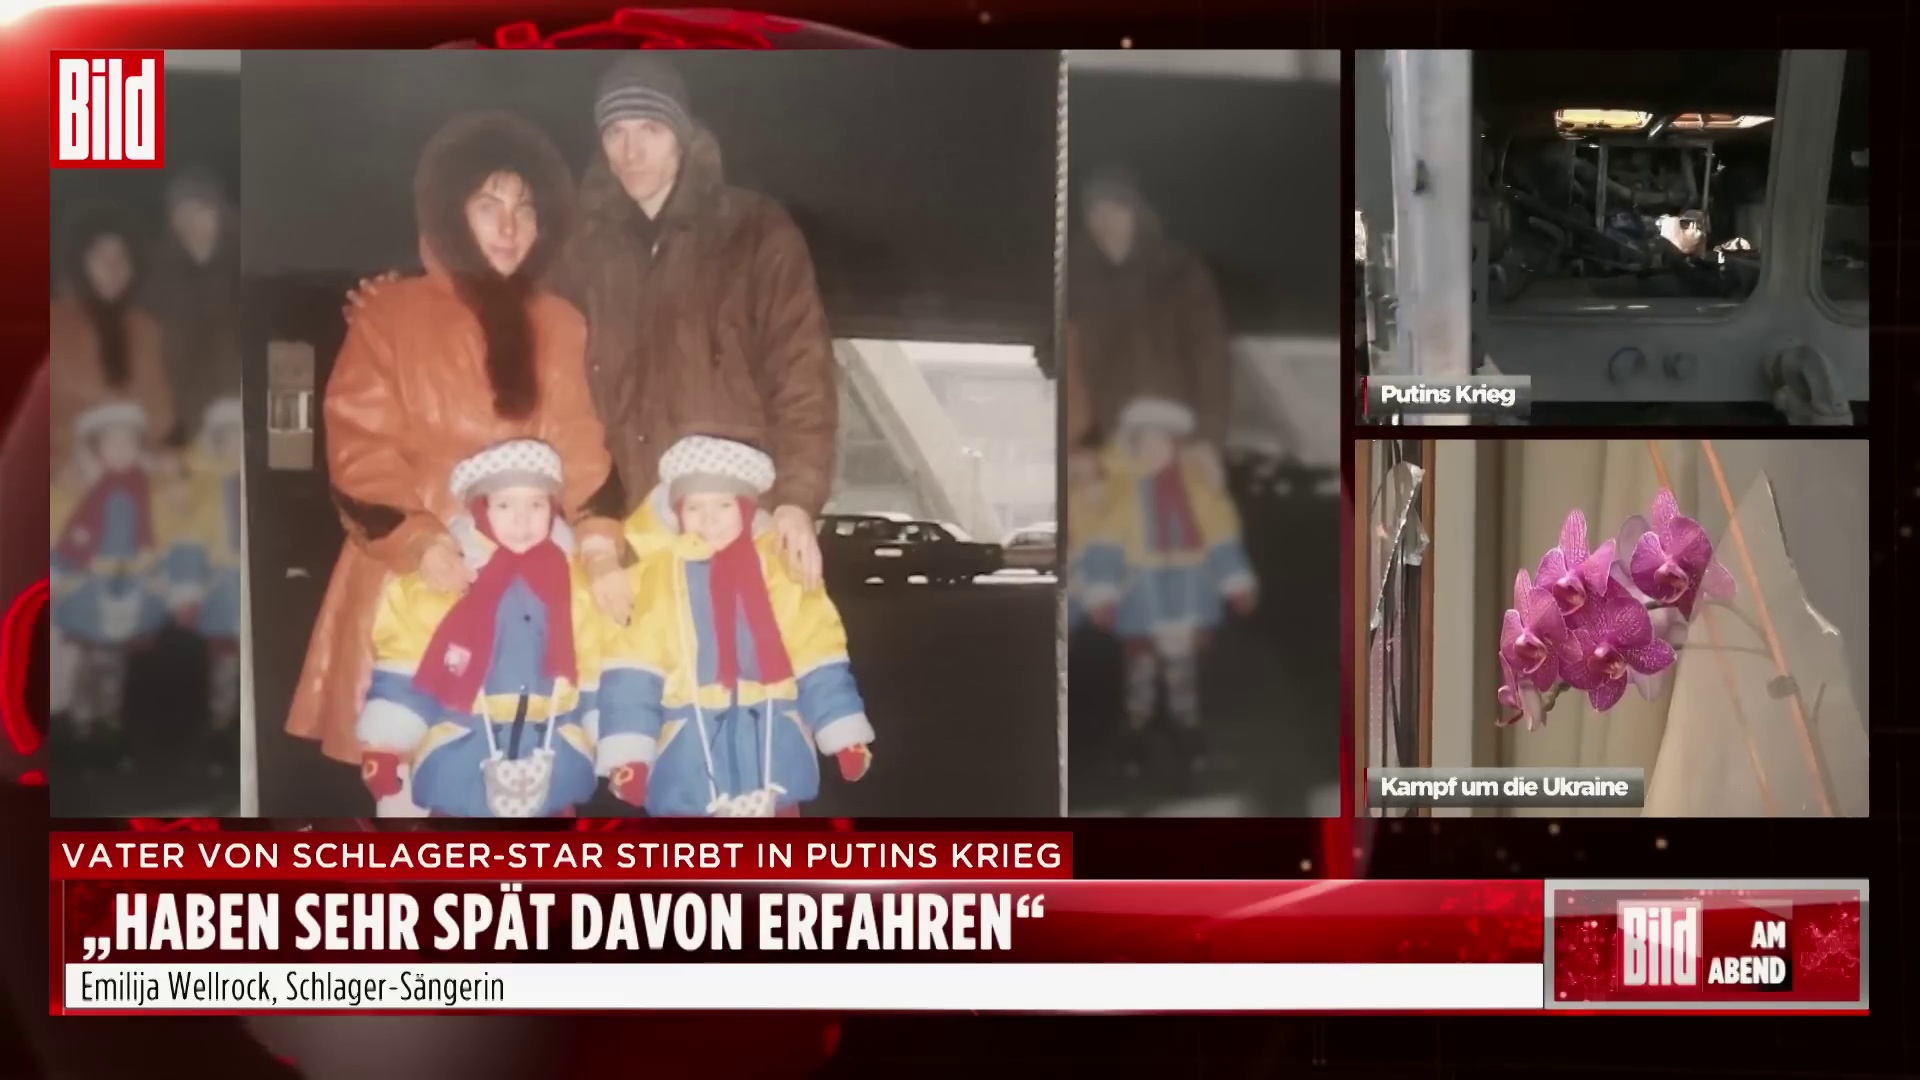 Bild
Putins Krieg
Kampf um die Ukraine
VATER VON SCHLAGER-STAR STIRBT IN PUTINS KRIEG
„HABEN SEHR SPÄT DAVON ERFAHREN“
Emilija Wellrock, Schlager-Sängerin
Bild AM
ABEND